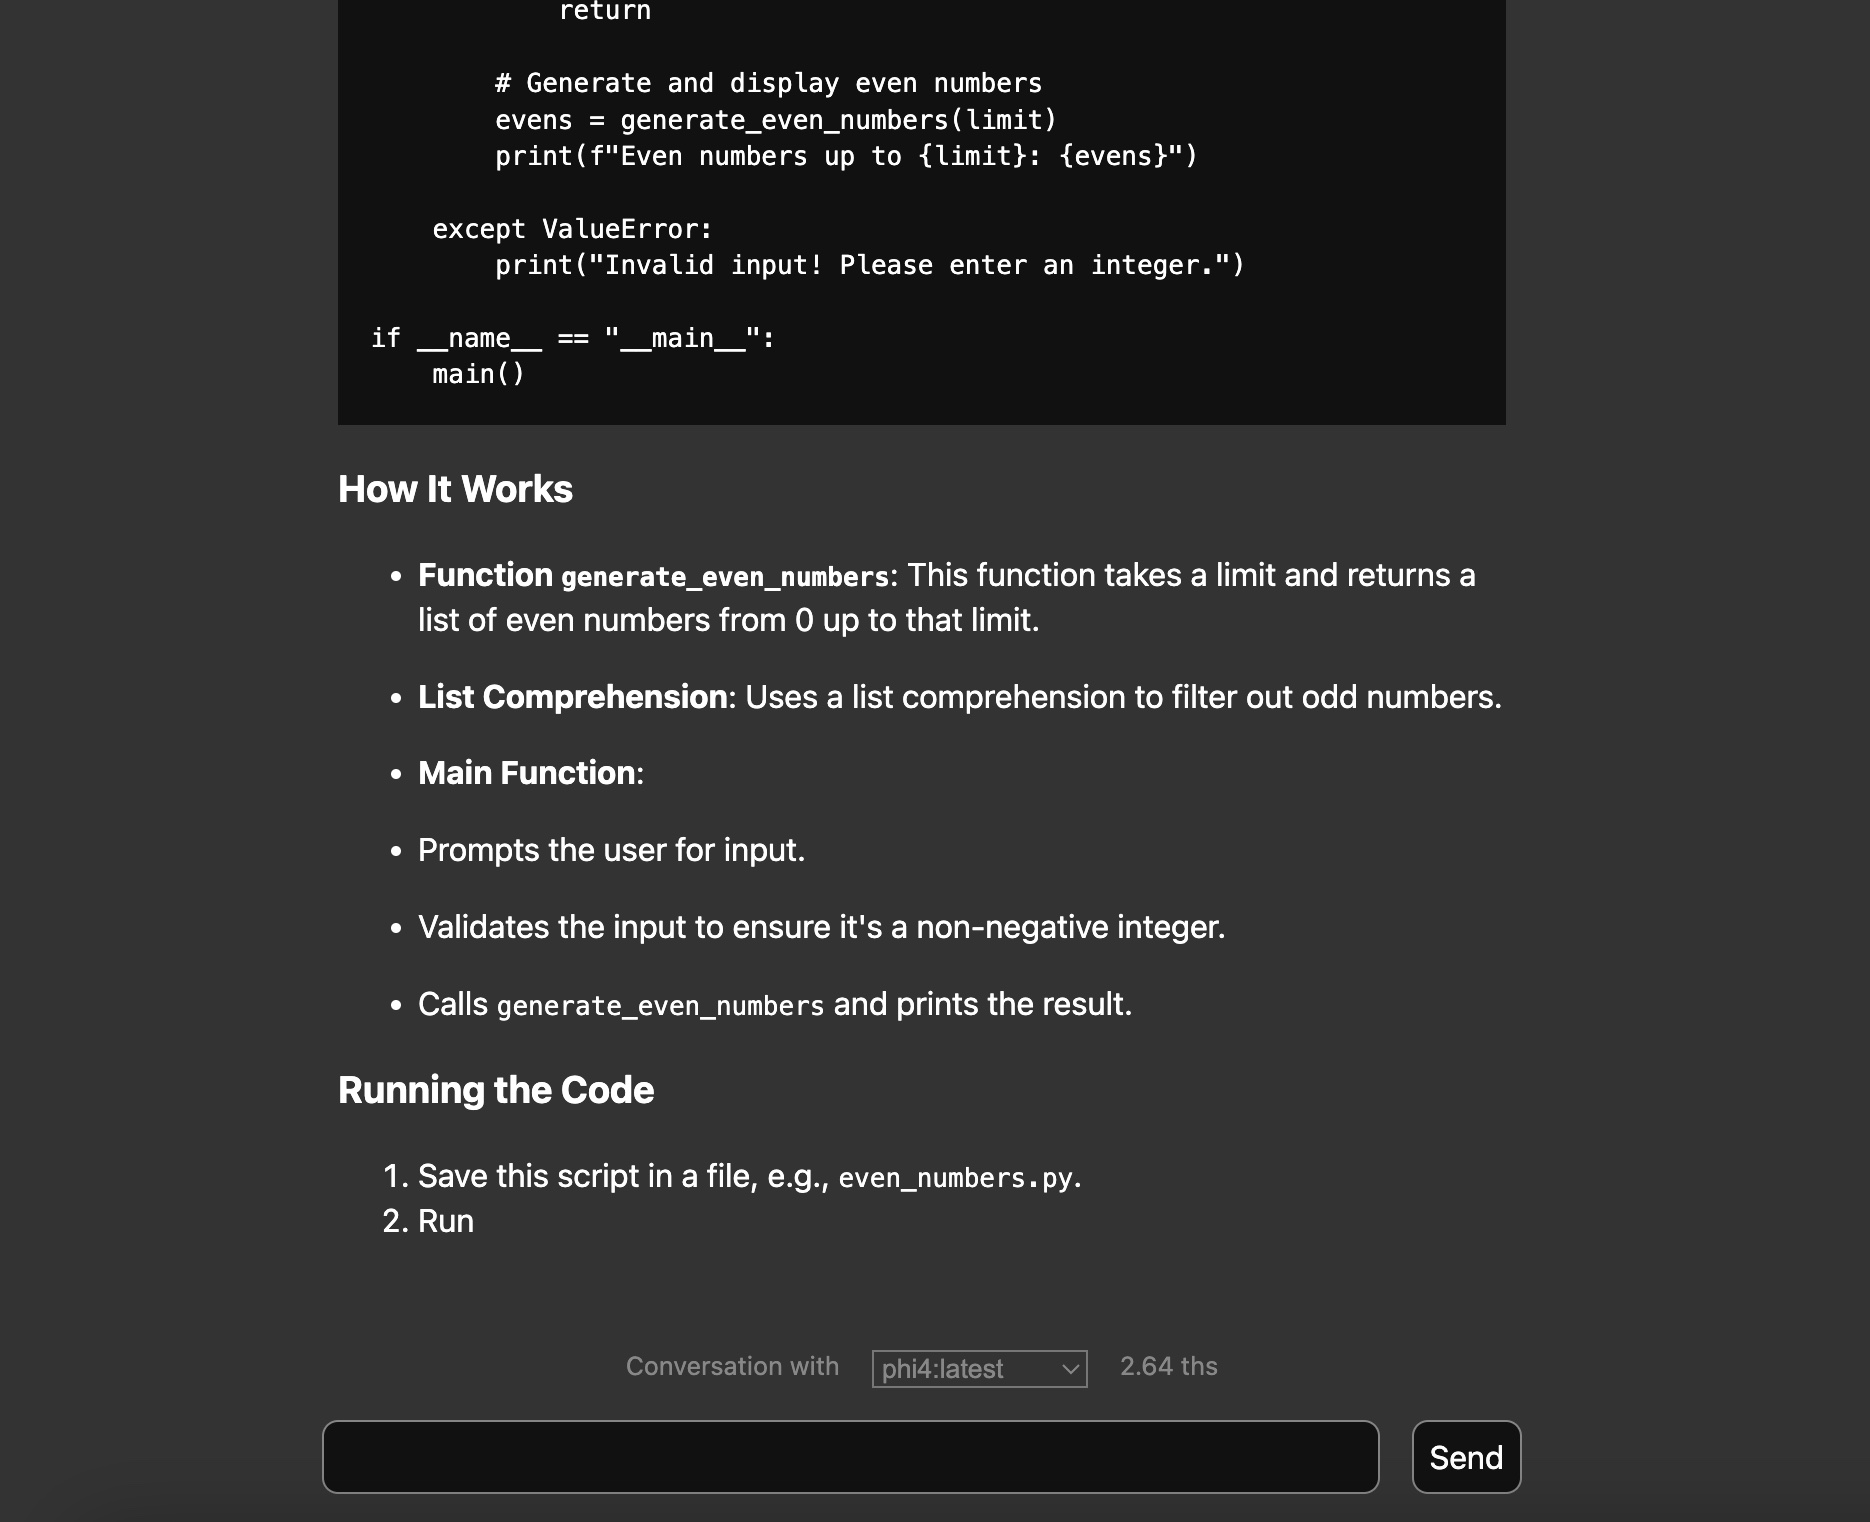 return
# Generate and display even numbers
evens = generate_even_numbers(limit)
print(f"Even numbers up to {limit}: {evens}")
except ValueError:
print("Invalid input! Please enter an integer.")
if __name__ == "__main__":
main()
How It Works
• Function generate_even_numbers: This function takes a limit and returns a
list of even numbers from 0 up to that limit.
• List Comprehension: Uses a list comprehension to filter out odd numbers.
• Main Function:
• Prompts the user for input.
• Validates the input to ensure it's a non-negative integer.
• Calls generate_even_numbers and prints the result.
Running the Code
1. Save this script in a file, e.g., even_numbers.py.
2. Run
Conversation with phi4:latest 2.64 ths
Send